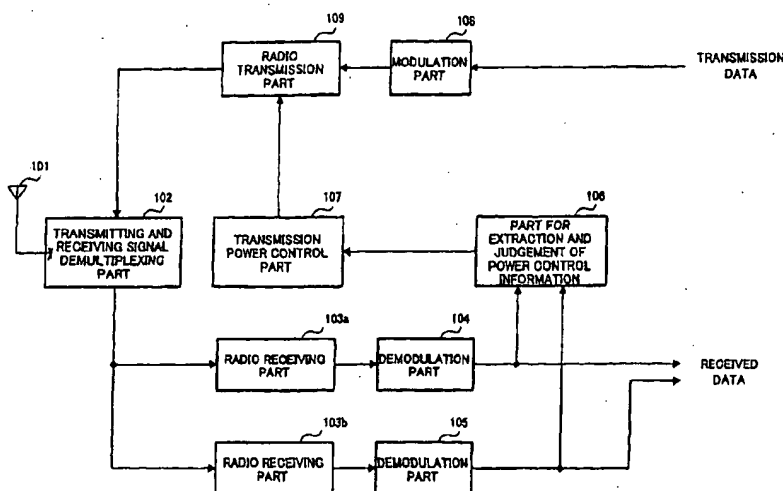 109
RADIO
TRANSMISSION
PART
108
MODULATION
PART
TRANSMISSION
DATA
101
102
TRANSMITTING AND
RECEIVING SIGNAL
DEMULTIPLEXING
PART
107
TRANSMISSION
POWER CONTROL
PART
106
PART FOR
EXTRACTION AND
JUDGEMENT OF
POWER CONTROL
INFORMATION
103a
RADIO RECEIVING
PART
104
DEMODULATION
PART
RECEIVED
DATA
103b
RADIO RECEIVING
PART
105
DEMODULATION
PART